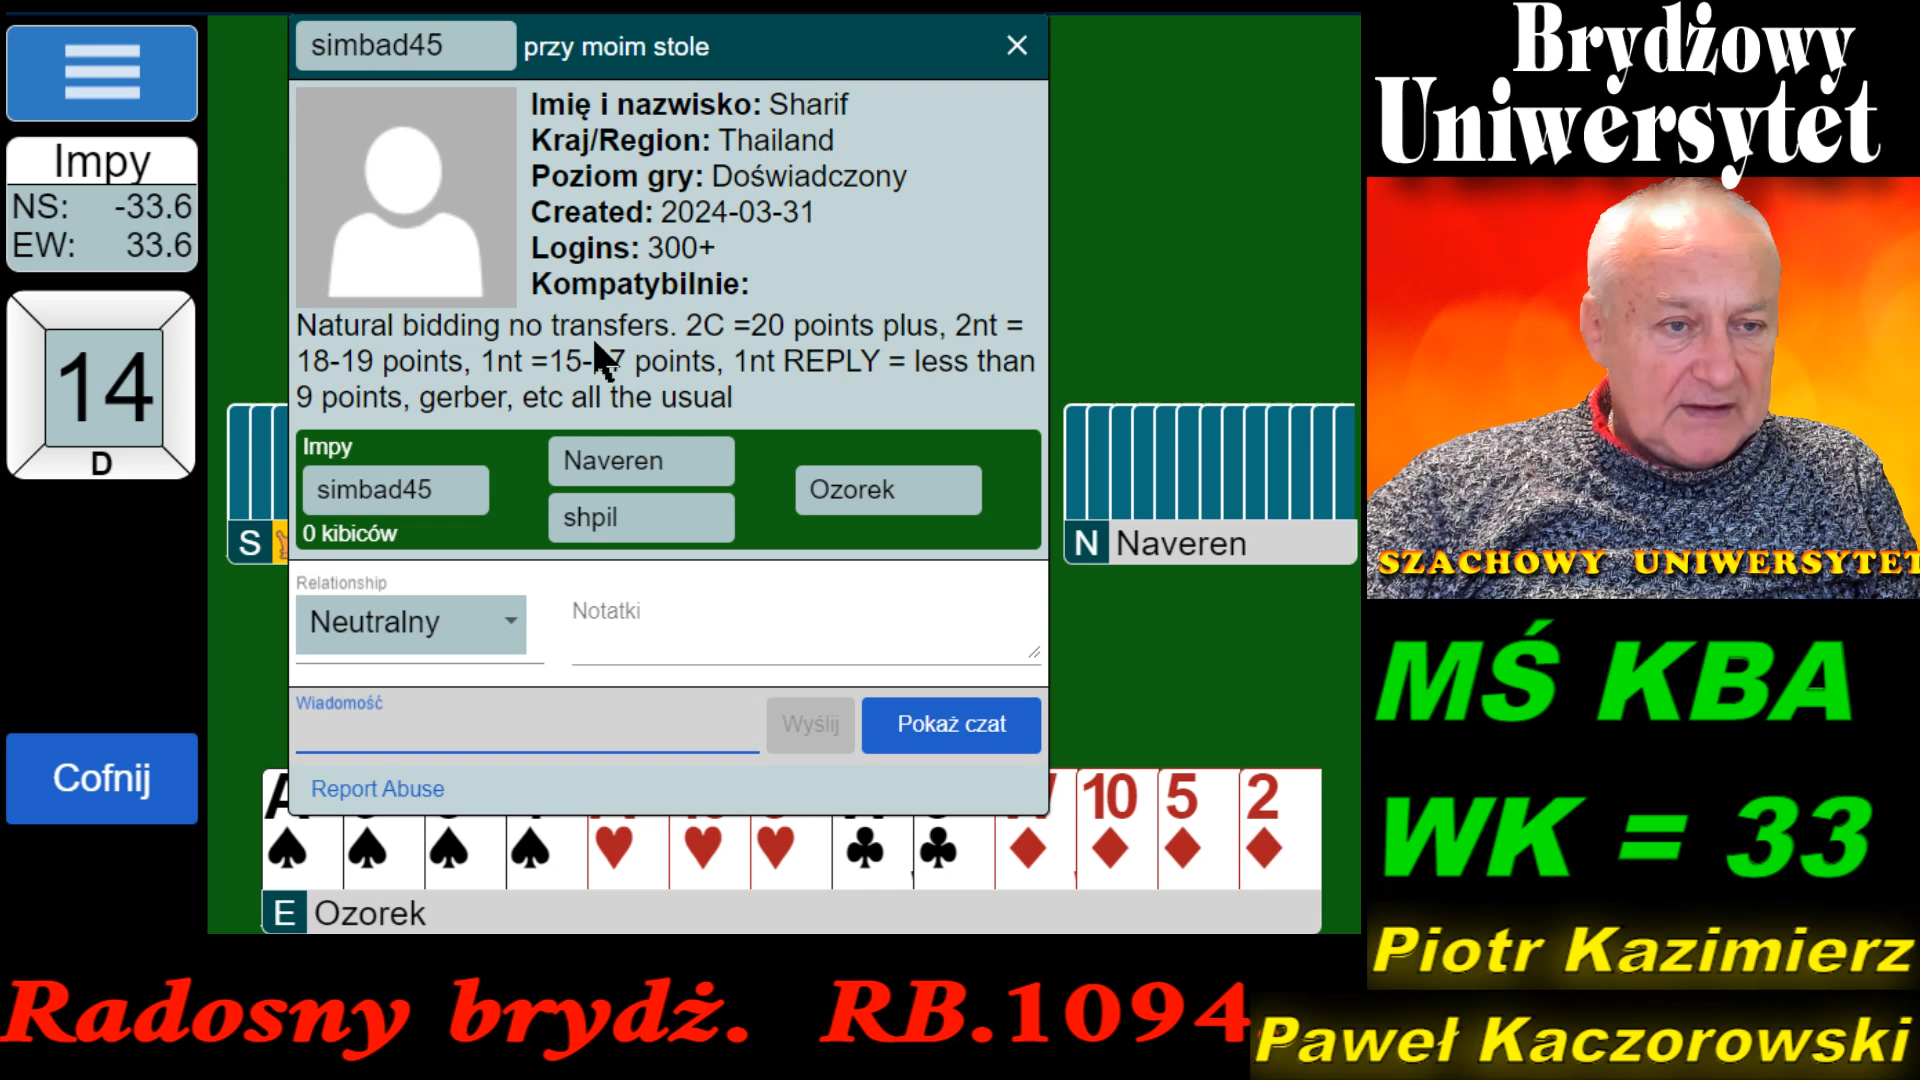 simbad45 przy moim stole
Imię i nazwisko: Sharif
Kraj/Region: Thailand
Poziom gry: Doświadczony
Created: 2024-03-31
Logins: 300+
Kompatybilnie:
Natural bidding no transfers. 2C =20 points plus, 2nt =
18-19 points, 1nt =15-17 points, 1nt REPLY = less than
9 points, gerber, etc all the usual
Impy
simbad45
0 kibiców
Naveren
shpil
Ozorek
Relationship
Neutralny
Notatki
Wiadomość
Wyślij
Pokaż czat
Report Abuse
Impy
NS: -33.6
EW: 33.6
14
D
Cofnij
S
N Naveren
10 5 2
E Ozorek
Brydżowy
Uniwersytet
SZACHOWY UNIWERSYTET
MŚ KBA
WK = 33
Piotr Kazimierz
Paweł Kaczorowski
Radosny brydż. RB.1094